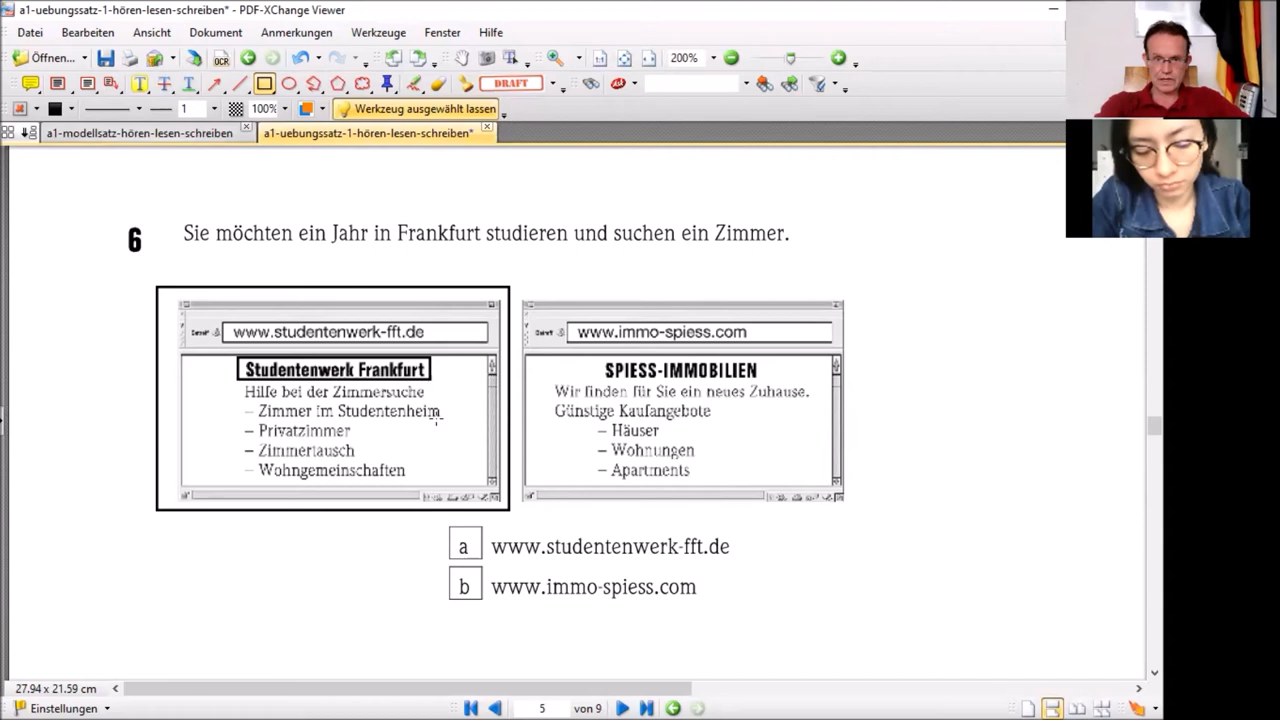 a1-uebungssatz-1-hören-lesen-schreiben* - PDF-XChange Viewer
Datei Bearbeiten Ansicht Dokument Anmerkungen Werkzeuge Fenster Hilfe
Öffnen... OCR 200%
DRAFT
1 100% Werkzeug ausgewählt lassen
a1-modellsatz-hören-lesen-schreiben a1-uebungssatz-1-hören-lesen-schreiben*
6 Sie möchten ein Jahr in Frankfurt studieren und suchen ein Zimmer.
www.studentenwerk-fft.de
Studentenwerk Frankfurt
Hilfe bei der Zimmersuche
– Zimmer im Studentenheim
– Privatzimmer
– Zimmertausch
– Wohngemeinschaften
www.immo-spiess.com
SPIESS-IMMOBILIEN
Wir finden für Sie ein neues Zuhause.
Günstige Kaufangebote
– Häuser
– Wohnungen
– Apartments
a www.studentenwerk-fft.de
b www.immo-spiess.com
27.94 x 21.59 cm
Einstellungen 5 von 9